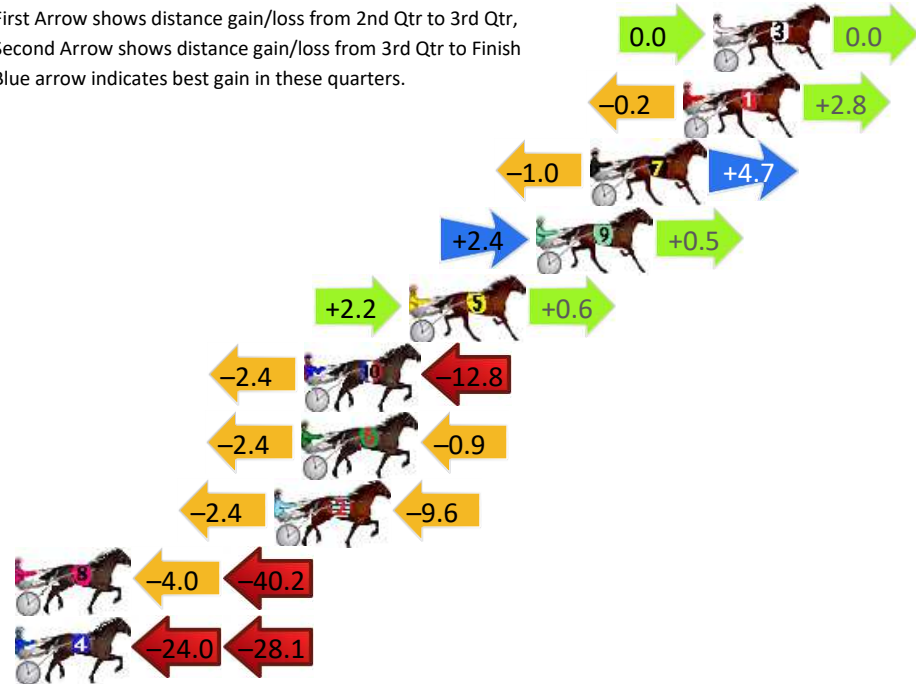 First Arrow shows distance gain/loss from 2nd Qtr to 3rd Qtr,
Second Arrow shows distance gain/loss from 3rd Qtr to Finish
Blue arrow indicates best gain in these quarters.
0.0 3 0.0
–0.2 1 +2.8
–1.0 7 +4.7
+2.4 9 +0.5
+2.2 5 +0.6
–2.4 10 –12.8
–2.4 6 –0.9
–2.4 2 –9.6
8 –4.0 –40.2
4 –24.0 –28.1